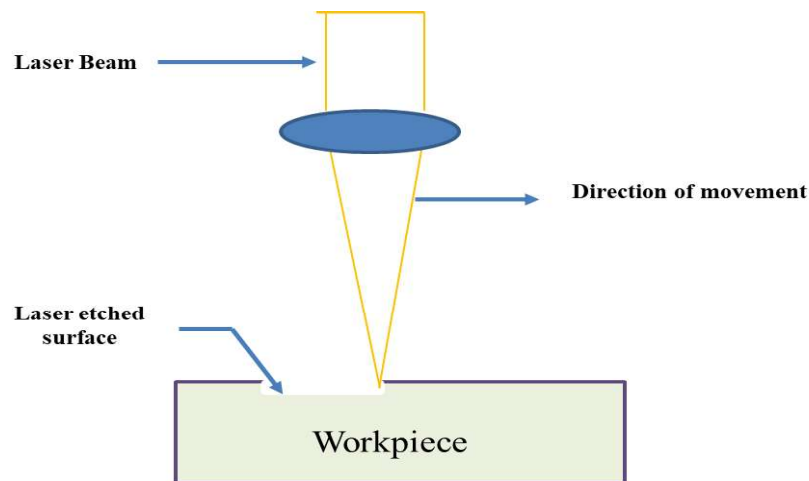 Laser Beam
Direction of movement
Laser etched
surface
Workpiece